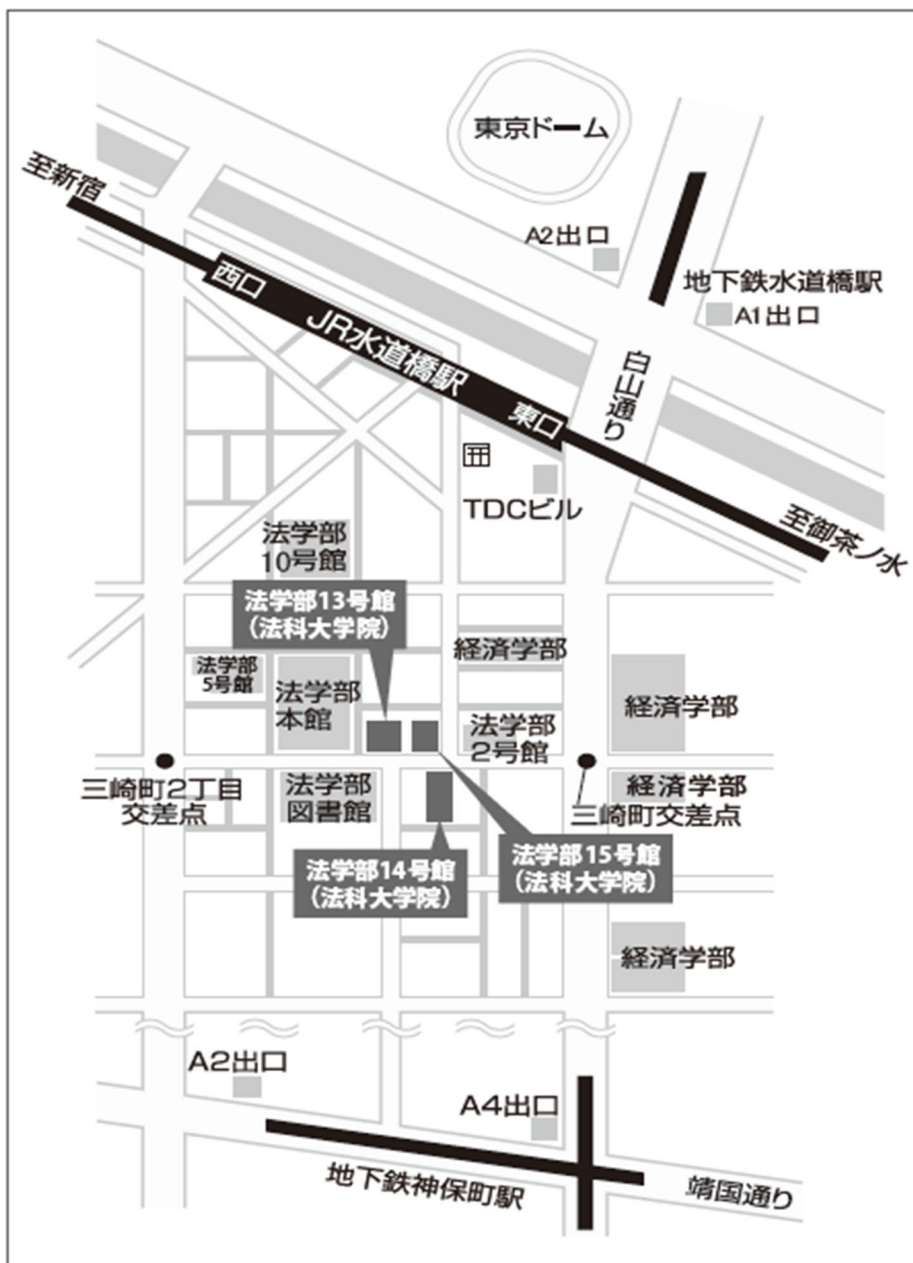 東京ドーム
至新宿
A2出口
地下鉄水道橋駅
A1出口
西口
JR水道橋駅
東口
白山通り
TDCビル
至御茶ノ水
法学部
10号館
法学部13号館
(法科大学院)
法学部
5号館
法学部
本館
経済学部
法学部
2号館
経済学部
三崎町2丁目
交差点
法学部
図書館
経済学部
三崎町交差点
法学部14号館
(法科大学院)
法学部15号館
(法科大学院)
経済学部
A2出口
A4出口
地下鉄神保町駅
靖国通り